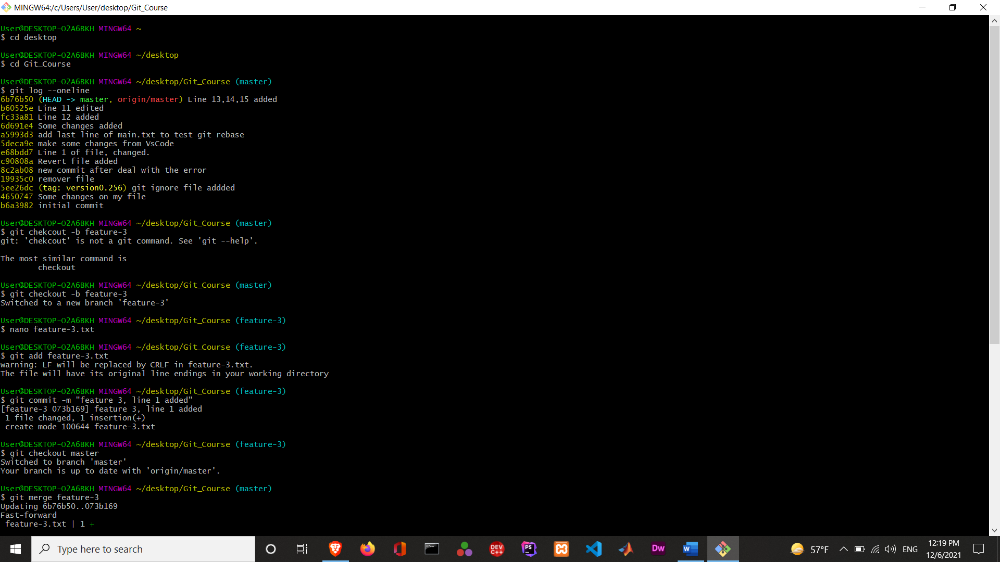 MINGW64:/c/Users/User/desktop/Git_Course
User@DESKTOP-O2A6BKH MINGW64 ~
$ cd desktop
User@DESKTOP-O2A6BKH MINGW64 ~/desktop
$ cd Git_Course
User@DESKTOP-O2A6BKH MINGW64 ~/desktop/Git_Course (master)
$ git log --oneline
6b76b50 (HEAD -> master, origin/master) Line 13,14,15 added
b60525e Line 11 edited
fc33a81 Line 12 added
6d691e4 Some changes added
a5993d3 add last line of main.txt to test git rebase
5deca9e make some changes from VsCode
e68bdd7 Line 1 of file, changed.
c90808a Revert file added
8c2ab08 new commit after deal with the error
19935c0 remover file
5ee26dc (tag: version0.256) git ignore file addded
4650747 Some changes on my file
b6a3982 initial commit
User@DESKTOP-O2A6BKH MINGW64 ~/desktop/Git_Course (master)
$ git chekcout -b feature-3
git: 'chekcout' is not a git command. See 'git --help'.
The most similar command is
checkout
User@DESKTOP-O2A6BKH MINGW64 ~/desktop/Git_Course (master)
$ git checkout -b feature-3
Switched to a new branch 'feature-3'
User@DESKTOP-O2A6BKH MINGW64 ~/desktop/Git_Course (feature-3)
$ nano feature-3.txt
User@DESKTOP-O2A6BKH MINGW64 ~/desktop/Git_Course (feature-3)
$ git add feature-3.txt
warning: LF will be replaced by CRLF in feature-3.txt.
The file will have its original line endings in your working directory
User@DESKTOP-O2A6BKH MINGW64 ~/desktop/Git_Course (feature-3)
$ git commit -m "feature 3, line 1 added"
[feature-3 073b169] feature 3, line 1 added
1 file changed, 1 insertion(+)
create mode 100644 feature-3.txt
User@DESKTOP-O2A6BKH MINGW64 ~/desktop/Git_Course (feature-3)
$ git checkout master
Switched to branch 'master'
Your branch is up to date with 'origin/master'.
User@DESKTOP-O2A6BKH MINGW64 ~/desktop/Git_Course (master)
$ git merge feature-3
Updating 6b76b50..073b169
Fast-forward
feature-3.txt | 1 +
Type here to search
DEV C++
PS
Dw
W
57°F
ENG
12:19 PM
12/6/2021